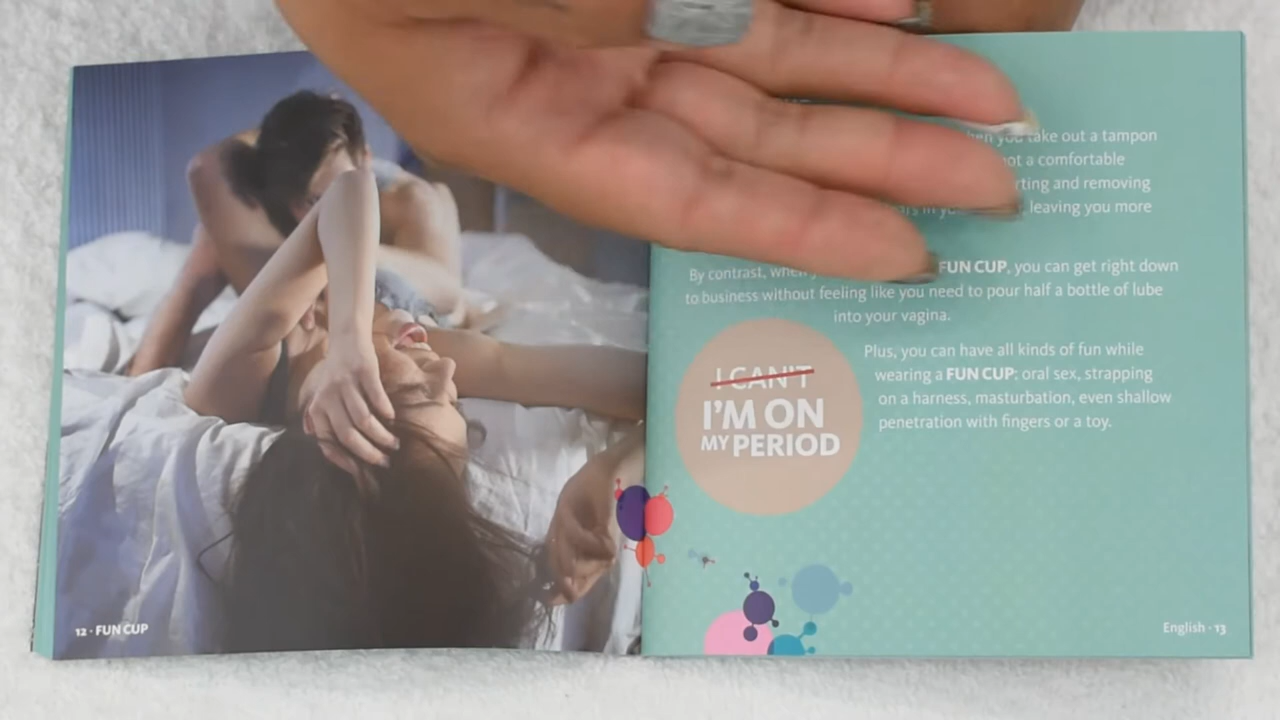 12 · FUN CUP
you take out a tampon
a comfortable
and removing
leaving you more
By contrast, FUN CUP, you can get right down
to business without feeling like you need to pour half a bottle of lube
into your vagina.
Plus, you can have all kinds of fun while
wearing a FUN CUP: oral sex, strapping
on a harness, masturbation, even shallow
penetration with fingers or a toy.
I CAN'T
I'M ON
MY PERIOD
English · 13